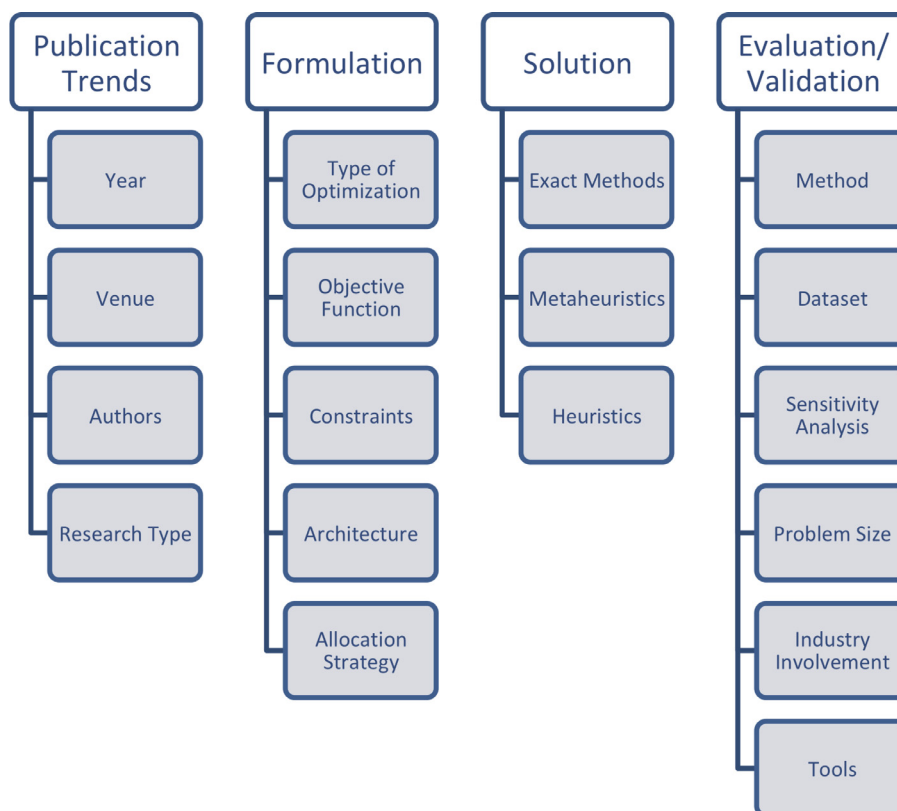 Publication
Trends
Year
Venue
Authors
Research Type
Formulation
Type of
Optimization
Objective
Function
Constraints
Architecture
Allocation
Strategy
Solution
Exact Methods
Metaheuristics
Heuristics
Evaluation/
Validation
Method
Dataset
Sensitivity
Analysis
Problem Size
Industry
Involvement
Tools